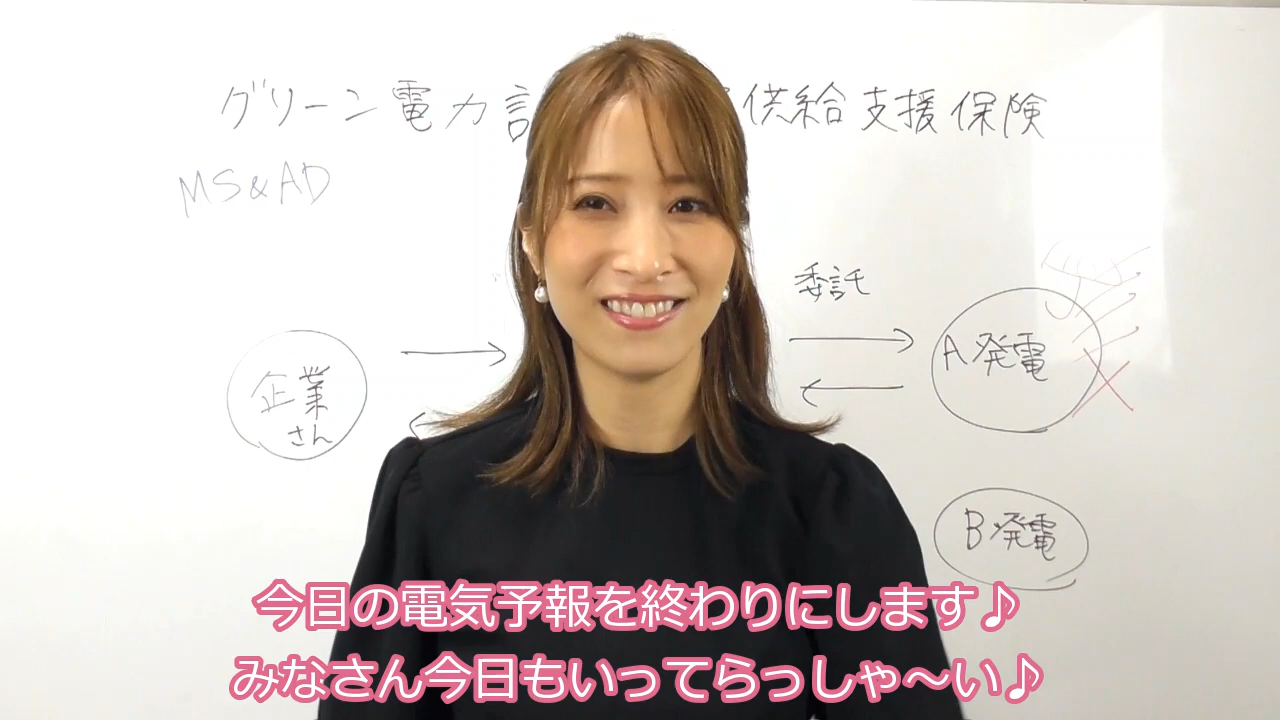 グリーン電力証 供給支援保険
MS&AD
委託
企業さん
A発電
B発電
今日の電気予報を終わりにします♪
みなさん今日もいってらっしゃ～い♪